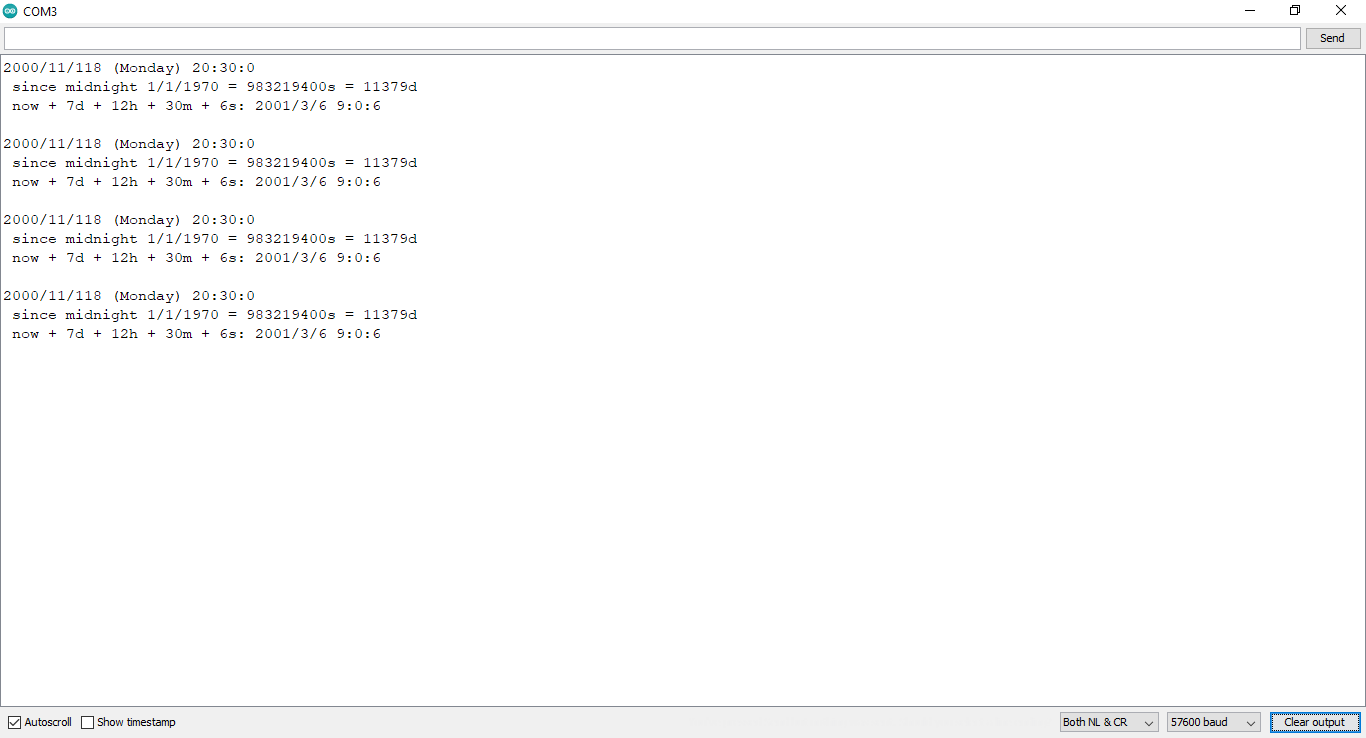 COM3
Send
2000/11/118 (Monday) 20:30:0
 since midnight 1/1/1970 = 983219400s = 11379d
 now + 7d + 12h + 30m + 6s: 2001/3/6 9:0:6

2000/11/118 (Monday) 20:30:0
 since midnight 1/1/1970 = 983219400s = 11379d
 now + 7d + 12h + 30m + 6s: 2001/3/6 9:0:6

2000/11/118 (Monday) 20:30:0
 since midnight 1/1/1970 = 983219400s = 11379d
 now + 7d + 12h + 30m + 6s: 2001/3/6 9:0:6

2000/11/118 (Monday) 20:30:0
 since midnight 1/1/1970 = 983219400s = 11379d
 now + 7d + 12h + 30m + 6s: 2001/3/6 9:0:6
Autoscroll Show timestamp Both NL & CR 57600 baud Clear output